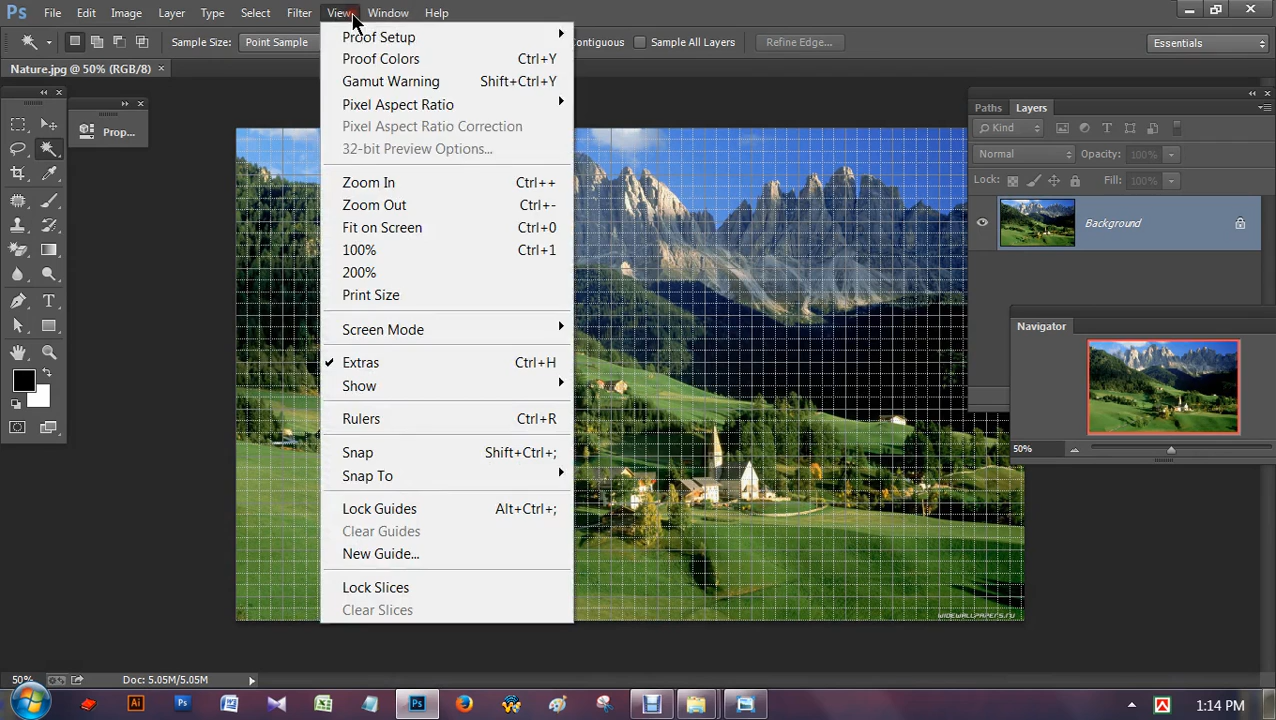 Ps File Edit Image Layer Type Select Filter View Window Help
Sample Size: Point Sample Contiguous Sample All Layers Refine Edge... Essentials
Nature.jpg @ 50% (RGB/8) ×
Prop...
Proof Setup
Proof Colors Ctrl+Y
Gamut Warning Shift+Ctrl+Y
Pixel Aspect Ratio
Pixel Aspect Ratio Correction
32-bit Preview Options...
Zoom In Ctrl++
Zoom Out Ctrl+-
Fit on Screen Ctrl+0
100% Ctrl+1
200%
Print Size
Screen Mode
Extras Ctrl+H
Show
Rulers Ctrl+R
Snap Shift+Ctrl+;
Snap To
Lock Guides Alt+Ctrl+;
Clear Guides
New Guide...
Lock Slices
Clear Slices
Paths Layers
Kind
Normal Opacity: 100%
Lock: Fill: 100%
Background
Navigator
50%
WIDEWALLPAPERS.RU
50% Doc: 5.05M/5.05M
Ai Ps Ps 1:14 PM